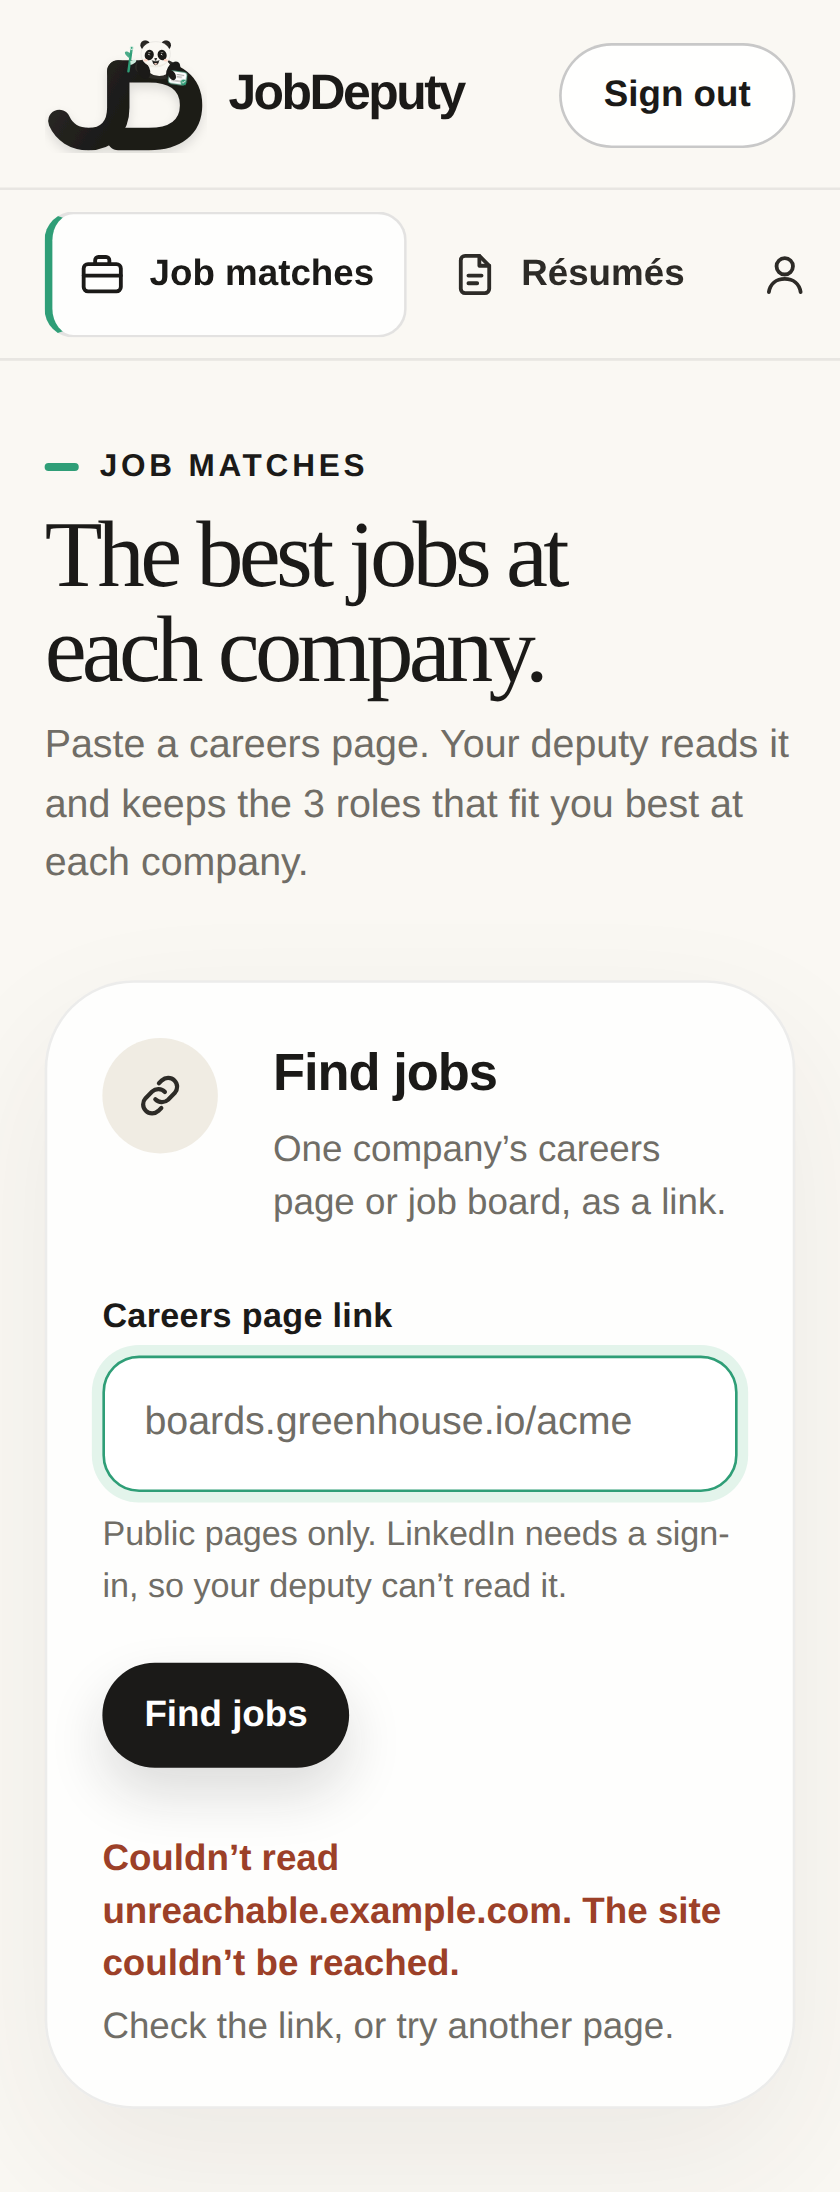 JobDeputy
Sign out
Job matches
Résumés
JOB MATCHES
The best jobs at
each company.
Paste a careers page. Your deputy reads it
and keeps the 3 roles that fit you best at
each company.
Find jobs
One company’s careers
page or job board, as a link.
Careers page link
boards.greenhouse.io/acme
Public pages only. LinkedIn needs a sign-
in, so your deputy can’t read it.
Find jobs
Couldn’t read
unreachable.example.com. The site
couldn’t be reached.
Check the link, or try another page.